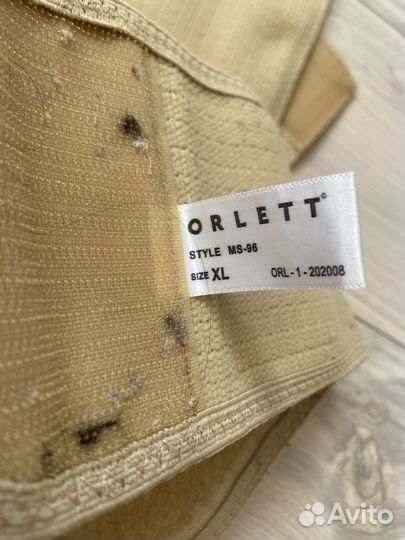 ORLETT®
STYLE MS-96
SIZE XL ORL-1-202008
Avito